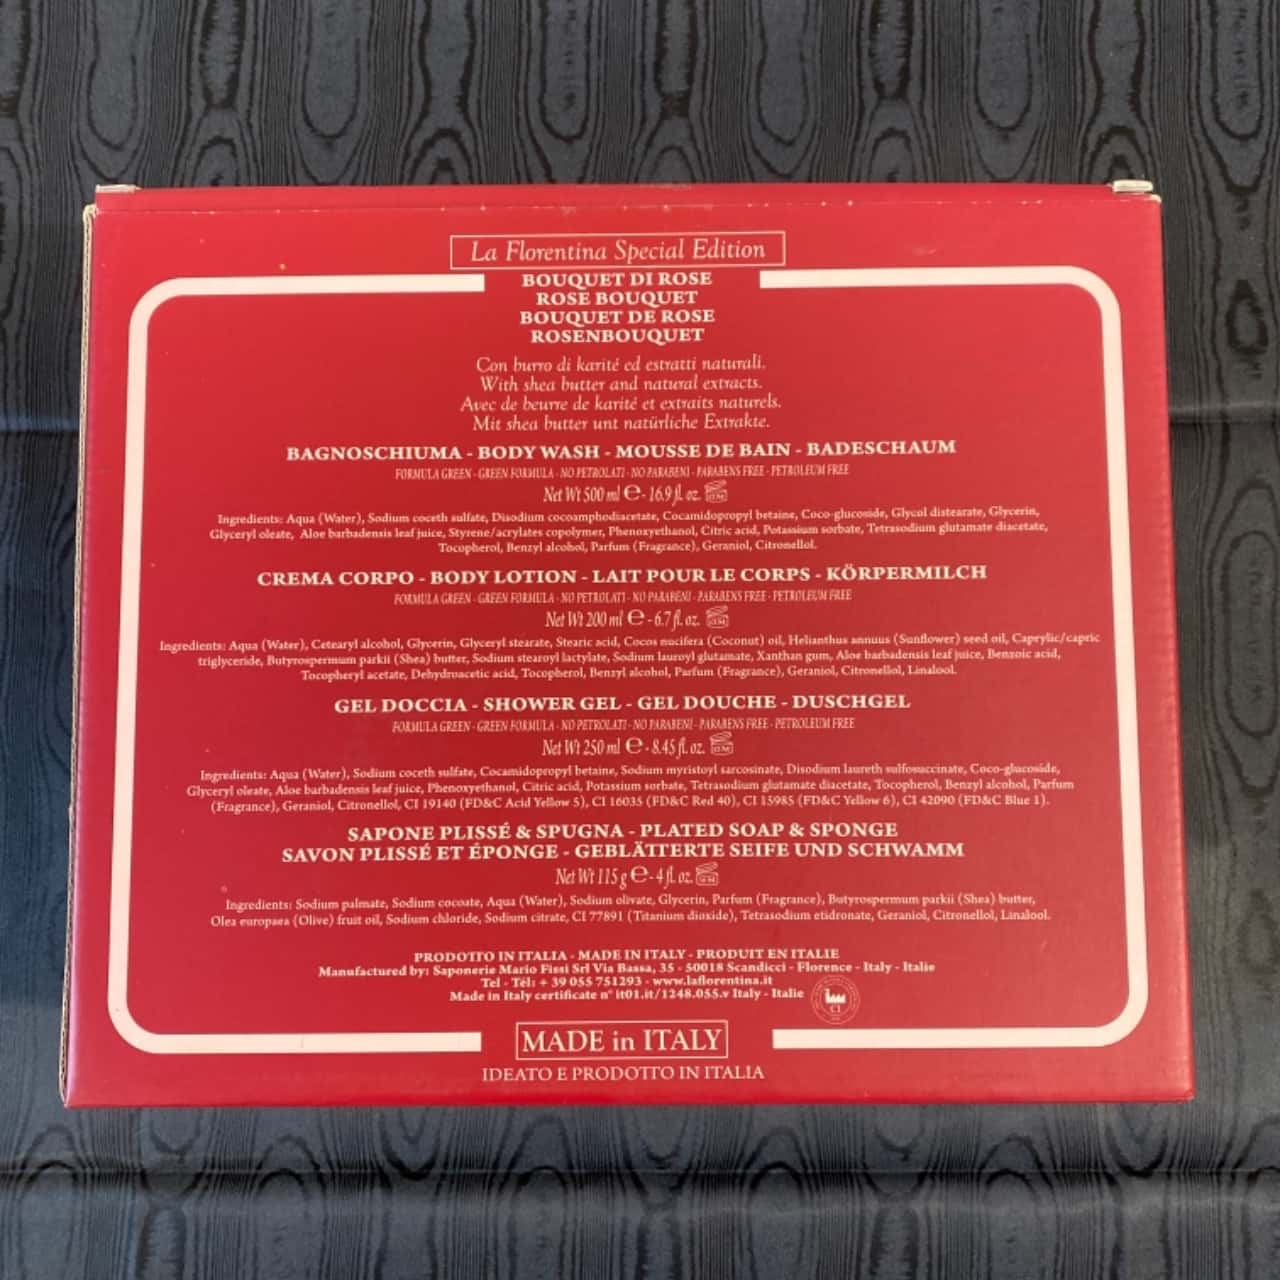 La Florentina Special Edition
BOUQUET DI ROSE
ROSE BOUQUET
BOUQUET DE ROSE
ROSENBOUQUET
Con burro di karité ed estratti naturali.
With shea butter and natural extracts.
Avec de beurre de karité et extraits naturels.
Mit shea butter unt natürliche Extrakte.
BAGNOSCHIUMA - BODY WASH - MOUSSE DE BAIN - BADESCHAUM
FORMULA GREEN - GREEN FORMULA - NO PETROLATI - NO PARABENI - PARABENS FREE - PETROLEUM FREE
Net Wt 500 ml ℮ - 16.9 fl. oz.
Ingredients: Aqua (Water), Sodium coceth sulfate, Disodium cocoamphodiacetate, Cocamidopropyl betaine, Coco-glucoside, Glycol distearate, Glycerin,
Glyceryl oleate, Aloe barbadensis leaf juice, Styrene/acrylates copolymer, Phenoxyethanol, Citric acid, Potassium sorbate, Tetrasodium glutamate diacetate,
Tocopherol, Benzyl alcohol, Parfum (Fragrance), Geraniol, Citronellol.
CREMA CORPO - BODY LOTION - LAIT POUR LE CORPS - KÖRPERMILCH
FORMULA GREEN - GREEN FORMULA - NO PETROLATI - NO PARABENI - PARABENS FREE - PETROLEUM FREE
Net Wt 200 ml ℮ - 6.7 fl. oz.
Ingredients: Aqua (Water), Cetearyl alcohol, Glycerin, Glyceryl stearate, Stearic acid, Cocos nucifera (Coconut) oil, Helianthus annuus (Sunflower) seed oil, Caprylic/capric
triglyceride, Butyrospermum parkii (Shea) butter, Sodium stearoyl lactylate, Sodium lauroyl glutamate, Xanthan gum, Aloe barbadensis leaf juice, Benzoic acid,
Tocopheryl acetate, Dehydroacetic acid, Tocopherol, Benzyl alcohol, Parfum (Fragrance), Geraniol, Citronellol, Linalool.
GEL DOCCIA - SHOWER GEL - GEL DOUCHE - DUSCHGEL
FORMULA GREEN - GREEN FORMULA - NO PETROLATI - NO PARABENI - PARABENS FREE - PETROLEUM FREE
Net Wt 250 ml ℮ - 8.45 fl. oz.
Ingredients: Aqua (Water), Sodium coceth sulfate, Cocamidopropyl betaine, Sodium myristoyl sarcosinate, Disodium laureth sulfosuccinate, Coco-glucoside,
Glyceryl oleate, Aloe barbadensis leaf juice, Phenoxyethanol, Citric acid, Potassium sorbate, Tetrasodium glutamate diacetate, Tocopherol, Benzyl alcohol, Parfum
(Fragrance), Geraniol, Citronellol, CI 19140 (FD&C Acid Yellow 5), CI 16035 (FD&C Red 40), CI 15985 (FD&C Yellow 6), CI 42090 (FD&C Blue 1).
SAPONE PLISSÉ & SPUGNA - PLATED SOAP & SPONGE
SAVON PLISSÉ ET ÉPONGE - GEBLÄTTERTE SEIFE UND SCHWAMM
Net Wt 115 g ℮ - 4 fl. oz.
Ingredients: Sodium palmate, Sodium cocoate, Aqua (Water), Sodium olivate, Glycerin, Parfum (Fragrance), Butyrospermum parkii (Shea) butter,
Olea europaea (Olive) fruit oil, Sodium chloride, Sodium citrate, CI 77891 (Titanium dioxide), Tetrasodium etidronate, Geraniol, Citronellol, Linalool.
PRODOTTO IN ITALIA - MADE IN ITALY - PRODUIT EN ITALIE
Manufactured by: Saponerie Mario Fissi Srl Via Bassa, 35 - 50018 Scandicci - Florence - Italy - Italie
Tel - Tél: + 39 055 751293 - www.laflorentina.it
Made in Italy certificate n° it01.it/1248.055.v Italy - Italie
CI
MADE in ITALY
IDEATO E PRODOTTO IN ITALIA